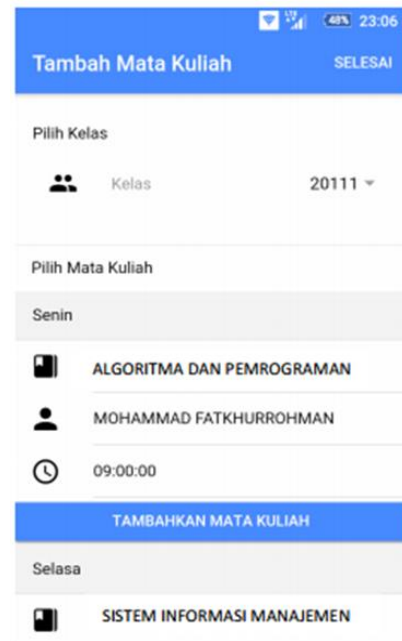 LTE 48% 23:06
Tambah Mata Kuliah SELESAI
Pilih Kelas
Kelas 20111
Pilih Mata Kuliah
Senin
ALGORITMA DAN PEMROGRAMAN
MOHAMMAD FATKHURROHMAN
09:00:00
TAMBAHKAN MATA KULIAH
Selasa
SISTEM INFORMASI MANAJEMEN